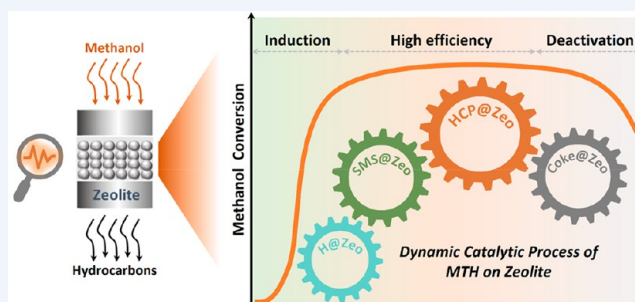 Methanol
Zeolite
Hydrocarbons
Methanol Conversion
Induction
High efficiency
Deactivation
H@Zeo
SMS@Zeo
HCP@Zeo
Coke@Zeo
Dynamic Catalytic Process of
MTH on Zeolite